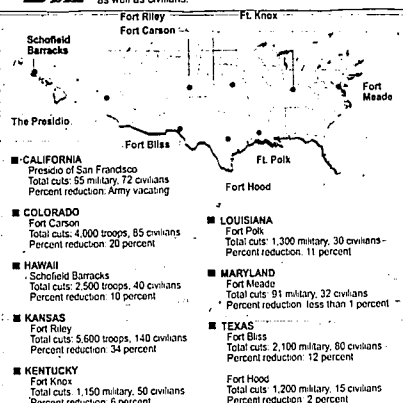 as well as civilians.
Fort Riley
Ft. Knox
Fort Carson
Schofield
Barracks
Fort
Meade
The Presidio
Fort Bliss
Ft. Polk
Fort Hood
■ CALIFORNIA
Presidio of San Francisco
Total cuts: 65 military, 72 civilians
Percent reduction: Army vacating
■ COLORADO
Fort Carson
Total cuts: 4,000 troops, 85 civilians
Percent reduction: 20 percent
■ HAWAII
Schofield Barracks
Total cuts: 2,500 troops, 40 civilians
Percent reduction: 10 percent
■ KANSAS
Fort Riley
Total cuts: 5,600 troops, 140 civilians
Percent reduction: 34 percent
■ KENTUCKY
Fort Knox
Total cuts: 1,150 military, 50 civilians
Percent reduction: 6 percent
■ LOUISIANA
Fort Polk
Total cuts: 1,300 military, 30 civilians
Percent reduction: 11 percent
■ MARYLAND
Fort Meade
Total cuts: 91 military, 32 civilians
Percent reduction: less than 1 percent
■ TEXAS
Fort Bliss
Total cuts: 2,100 military, 80 civilians
Percent reduction: 12 percent
Fort Hood
Total cuts: 1,200 military, 15 civilians
Percent reduction: 2 percent